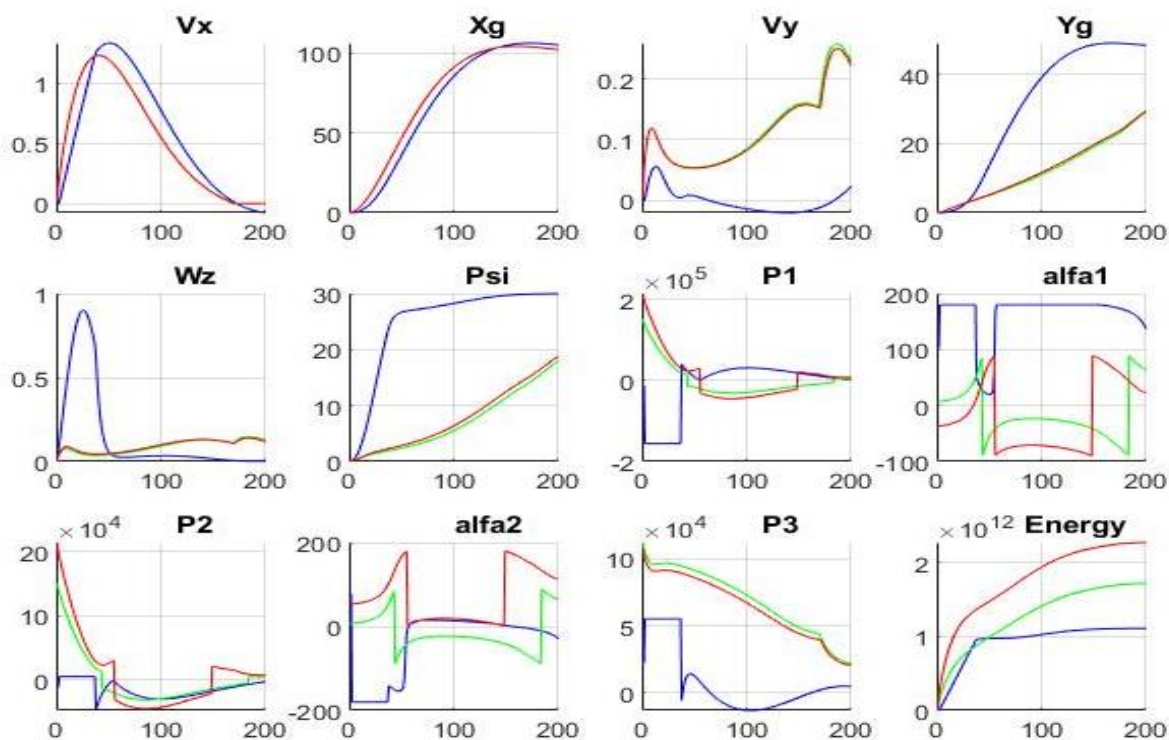 Vx Xg Vy Yg
1 100 0.2 40
0.5 50 0.1 20
0 0 0 0
0 100 200 0 100 200 0 100 200 0 100 200
Wz Psi P1 alfa1
× 10^5
1 30 2 200
0.5 20 0 100
0 10 -2 0
0 -100
0 100 200 0 100 200 0 100 200 0 100 200
P2 alfa2 P3 Energy
× 10^4 × 10^4 × 10^12
20 200 10 2
10 0 5 1
0 -200 0 0
0 100 200 0 100 200 0 100 200 0 100 200